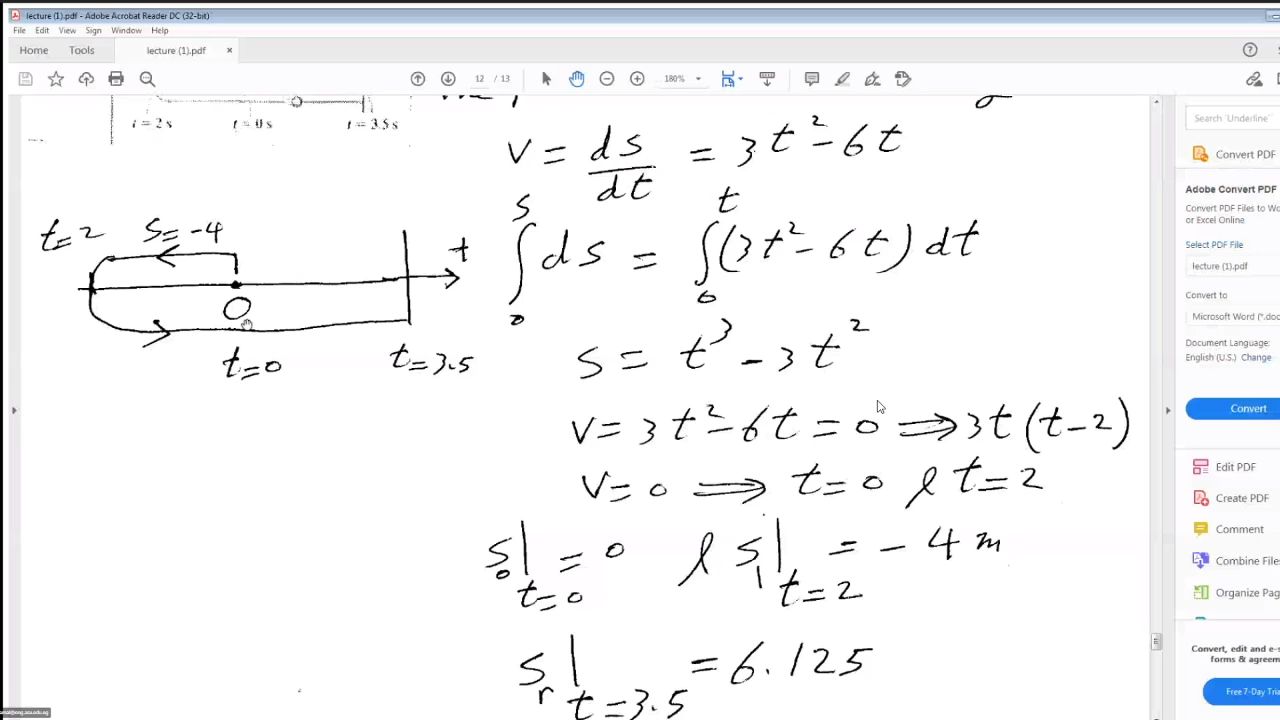 lecture (1).pdf - Adobe Acrobat Reader DC (32-bit)
File Edit View Sign Window Help
Home Tools lecture (1).pdf ×
12 / 13 180%
t = 2 s t = 0 s t = 3.5 s
v = ds/dt = 3t² - 6t
∫₀ˢ ds = ∫₀ᵗ (3t² - 6t) dt
t=2 s=-4 +
O
t=0 t=3.5
s = t³ - 3t²
v = 3t² - 6t = 0 ⟹ 3t(t-2)
v = 0 ⟹ t=0 & t=2
s₀|t=0 = 0 & s₁|t=2 = -4 m
s|t=3.5 = 6.125
Search 'Underline'
Convert PDF
Adobe Convert PDF
Convert PDF Files to
or Excel Online
Select PDF File
lecture (1).pdf
Convert to
Microsoft Word (*.doc
Document Language:
English (U.S.) Change
Convert
Edit PDF
Create PDF
Comment
Combine Files
Organize
Convert, edit and
forms &
Free 7-Day